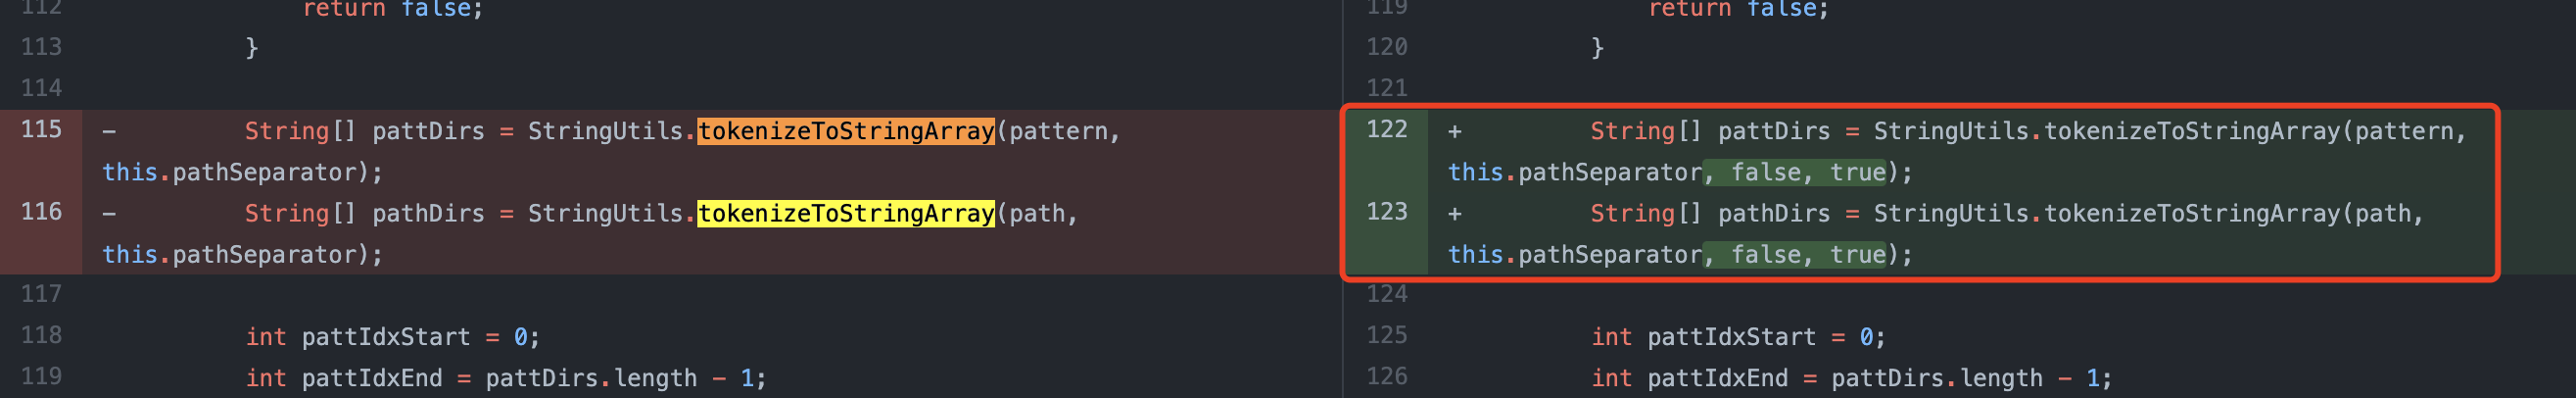 112 return false;
113 }
114
115 - String[] pattDirs = StringUtils.tokenizeToStringArray(pattern,
this.pathSeparator);
116 - String[] pathDirs = StringUtils.tokenizeToStringArray(path,
this.pathSeparator);
117
118 int pattIdxStart = 0;
119 int pattIdxEnd = pattDirs.length - 1;
119 return false;
120 }
121
122 + String[] pattDirs = StringUtils.tokenizeToStringArray(pattern,
this.pathSeparator, false, true);
123 + String[] pathDirs = StringUtils.tokenizeToStringArray(path,
this.pathSeparator, false, true);
124
125 int pattIdxStart = 0;
126 int pattIdxEnd = pattDirs.length - 1;